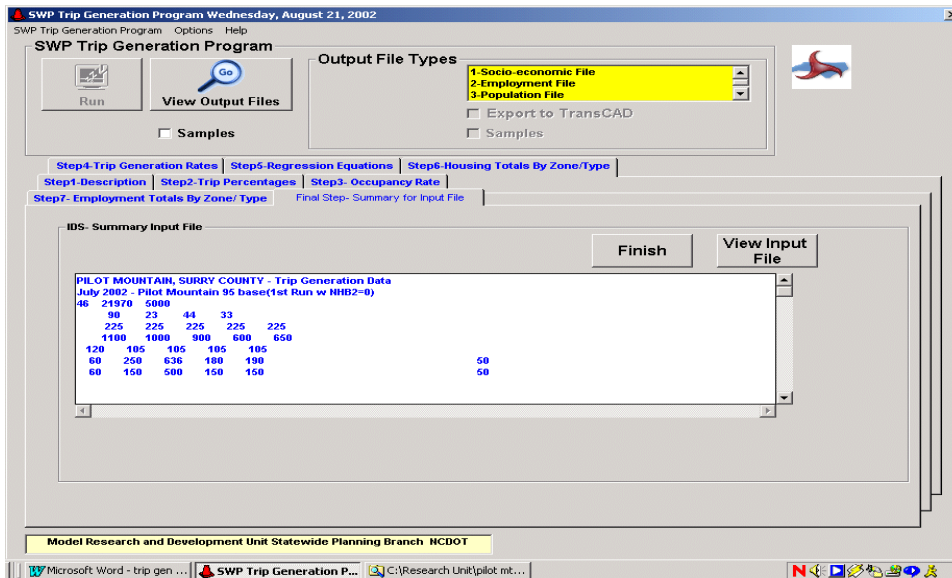 SWP Trip Generation Program Wednesday, August 21, 2002
SWP Trip Generation Program Options Help
SWP Trip Generation Program
Run
Go
View Output Files
Samples
Output File Types
1-Socio-economic File
2-Employment File
3-Population File
Export to TransCAD
Samples
Step4-Trip Generation Rates Step5-Regression Equations Step6-Housing Totals By Zone/Type
Step1-Description Step2-Trip Percentages Step3- Occupancy Rate
Step7- Employment Totals By Zone/ Type Final Step- Summary for Input File
IDS- Summary Input File
Finish
View Input File
PILOT MOUNTAIN, SURRY COUNTY - Trip Generation Data
July 2002 - Pilot Mountain 95 base(1st Run w NHB2=0)
46 21970 5000
90 23 44 33
225 225 225 225 225
1100 1000 900 600 650
120 105 105 105 105
60 250 636 180 190 50
60 150 500 150 150 50
Model Research and Development Unit Statewide Planning Branch NCDOT
Microsoft Word - trip gen ... SWP Trip Generation P... C:\Research Unit\pilot mt...
N